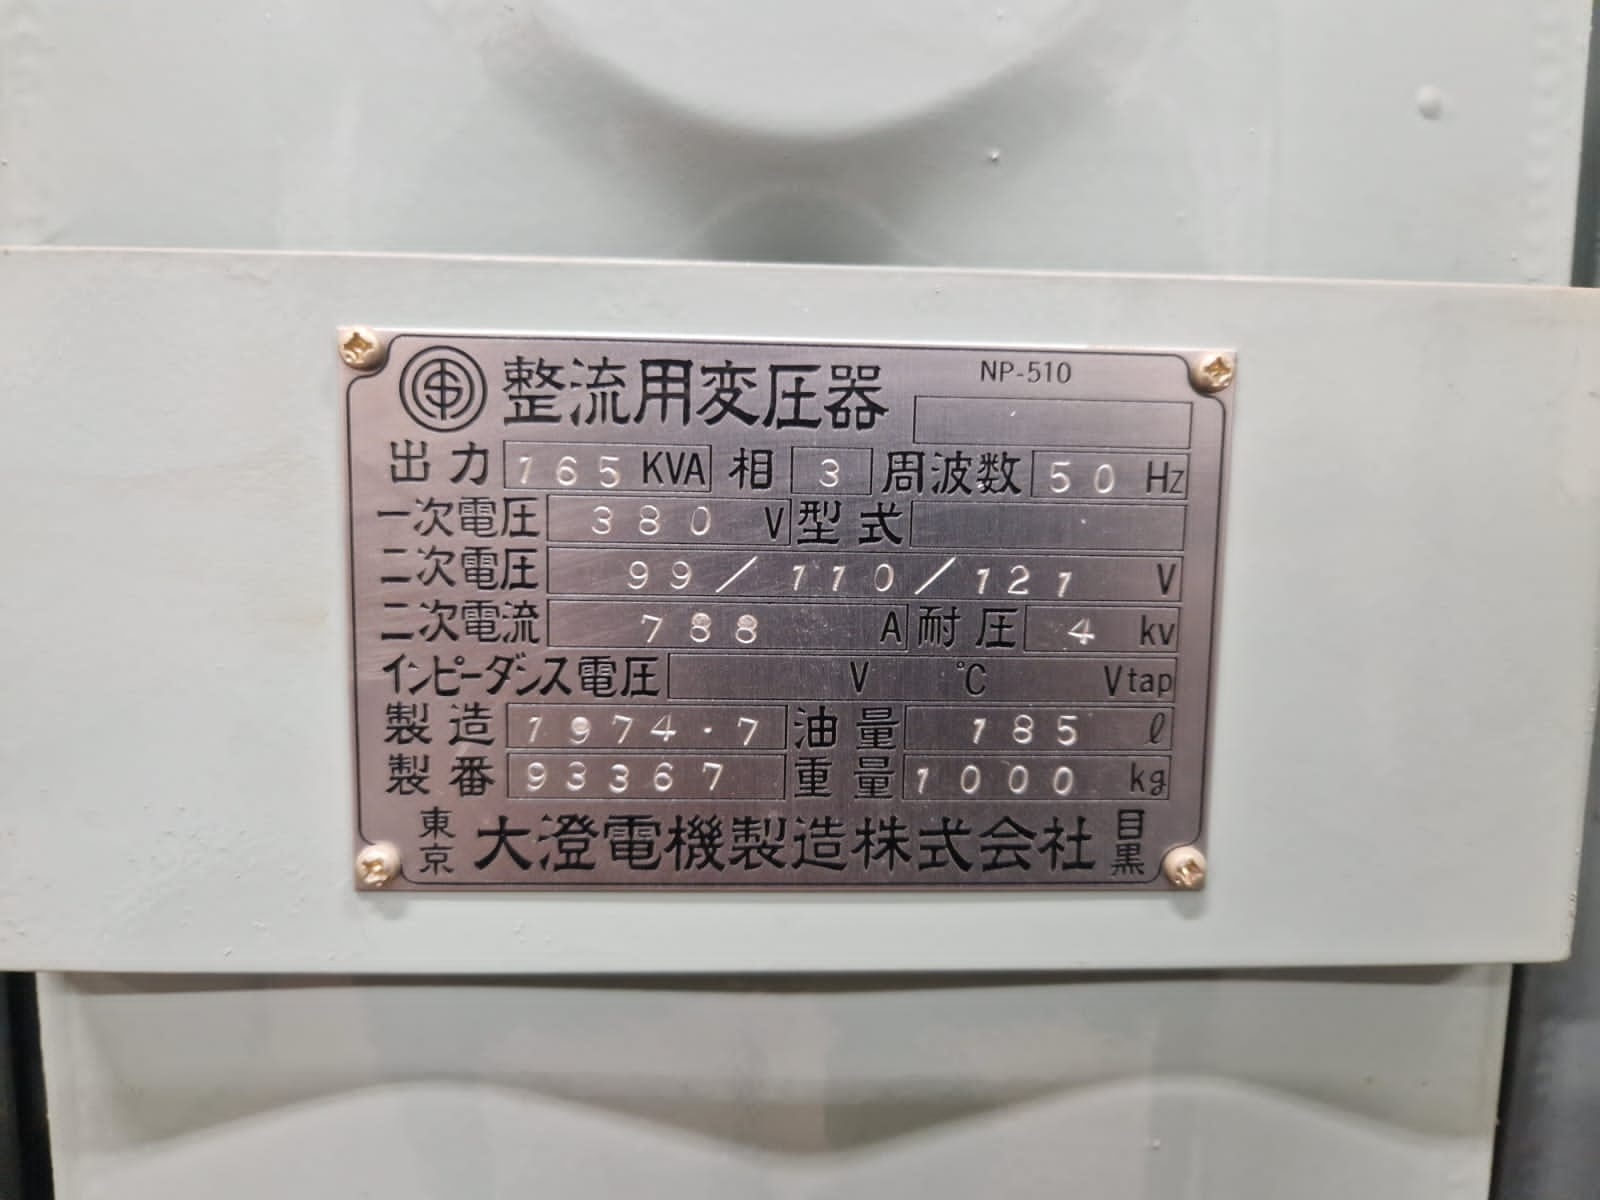 整流用変圧器 NP-510
出力 165 KVA 相 3 周波数 50 Hz
一次電圧 380 V 型式
二次電圧 99/110/121 V
二次電流 788 A 耐圧 4 kv
インピーダンス電圧 V ℃ Vtap
製造 1974.7 油量 185 ℓ
製番 93367 重量 1000 kg
東京 大澄電機製造株式会社 目黒